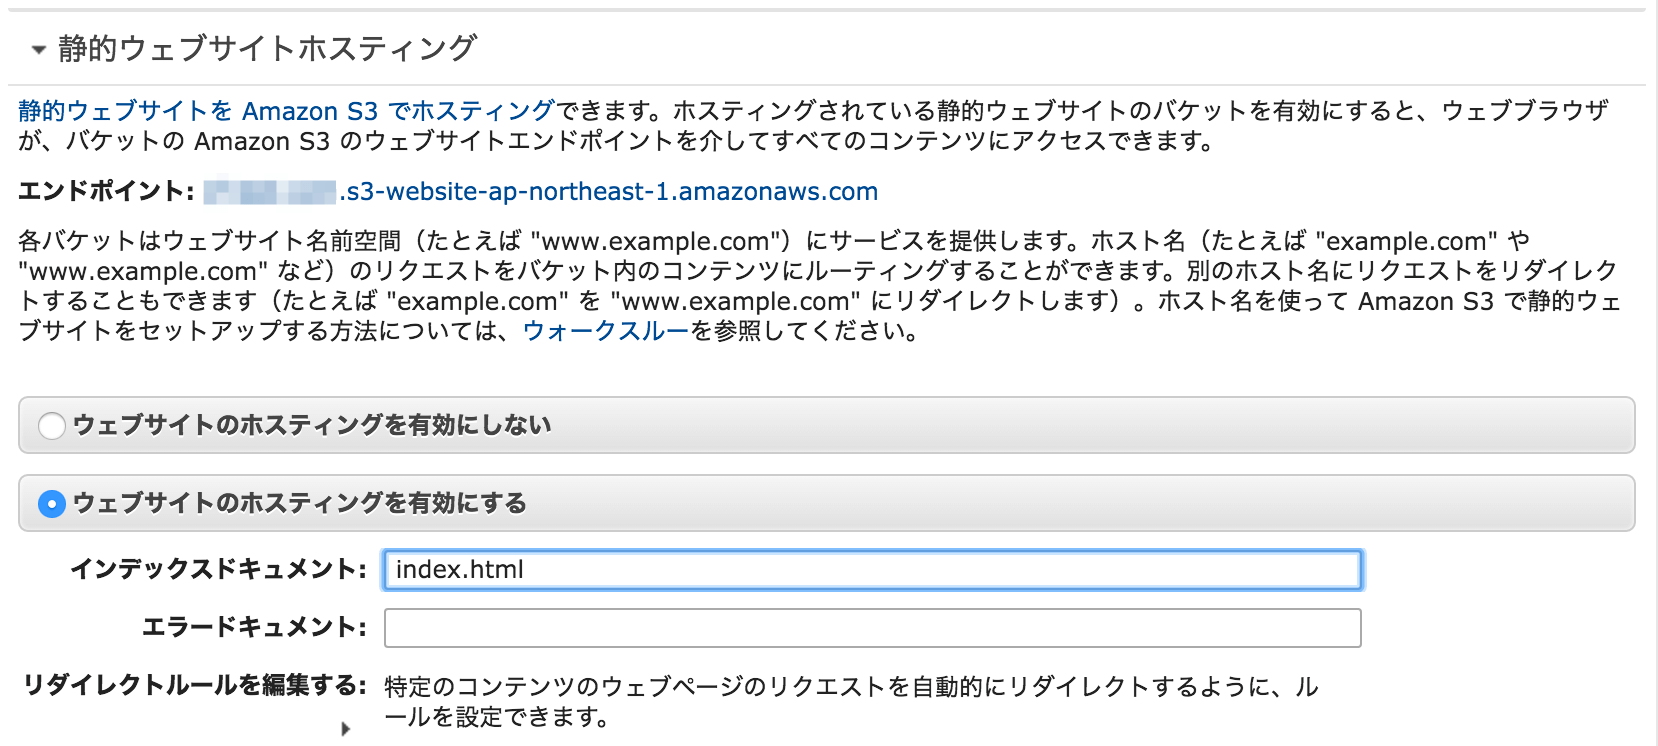 静的ウェブサイトホスティング
静的ウェブサイトを Amazon S3 でホスティングできます。ホスティングされている静的ウェブサイトのバケットを有効にすると、ウェブブラウザ
が、バケットの Amazon S3 のウェブサイトエンドポイントを介してすべてのコンテンツにアクセスできます。
エンドポイント: .s3-website-ap-northeast-1.amazonaws.com
各バケットはウェブサイト名前空間（たとえば "www.example.com"）にサービスを提供します。ホスト名（たとえば "example.com" や
"www.example.com" など）のリクエストをバケット内のコンテンツにルーティングすることができます。別のホスト名にリクエストをリダイレク
トすることもできます（たとえば "example.com" を "www.example.com" にリダイレクトします）。ホスト名を使って Amazon S3 で静的ウェ
ブサイトをセットアップする方法については、ウォークスルーを参照してください。
ウェブサイトのホスティングを有効にしない
ウェブサイトのホスティングを有効にする
インデックスドキュメント: index.html
エラードキュメント:
リダイレクトルールを編集する: 特定のコンテンツのウェブページのリクエストを自動的にリダイレクトするように、ル
ールを設定できます。